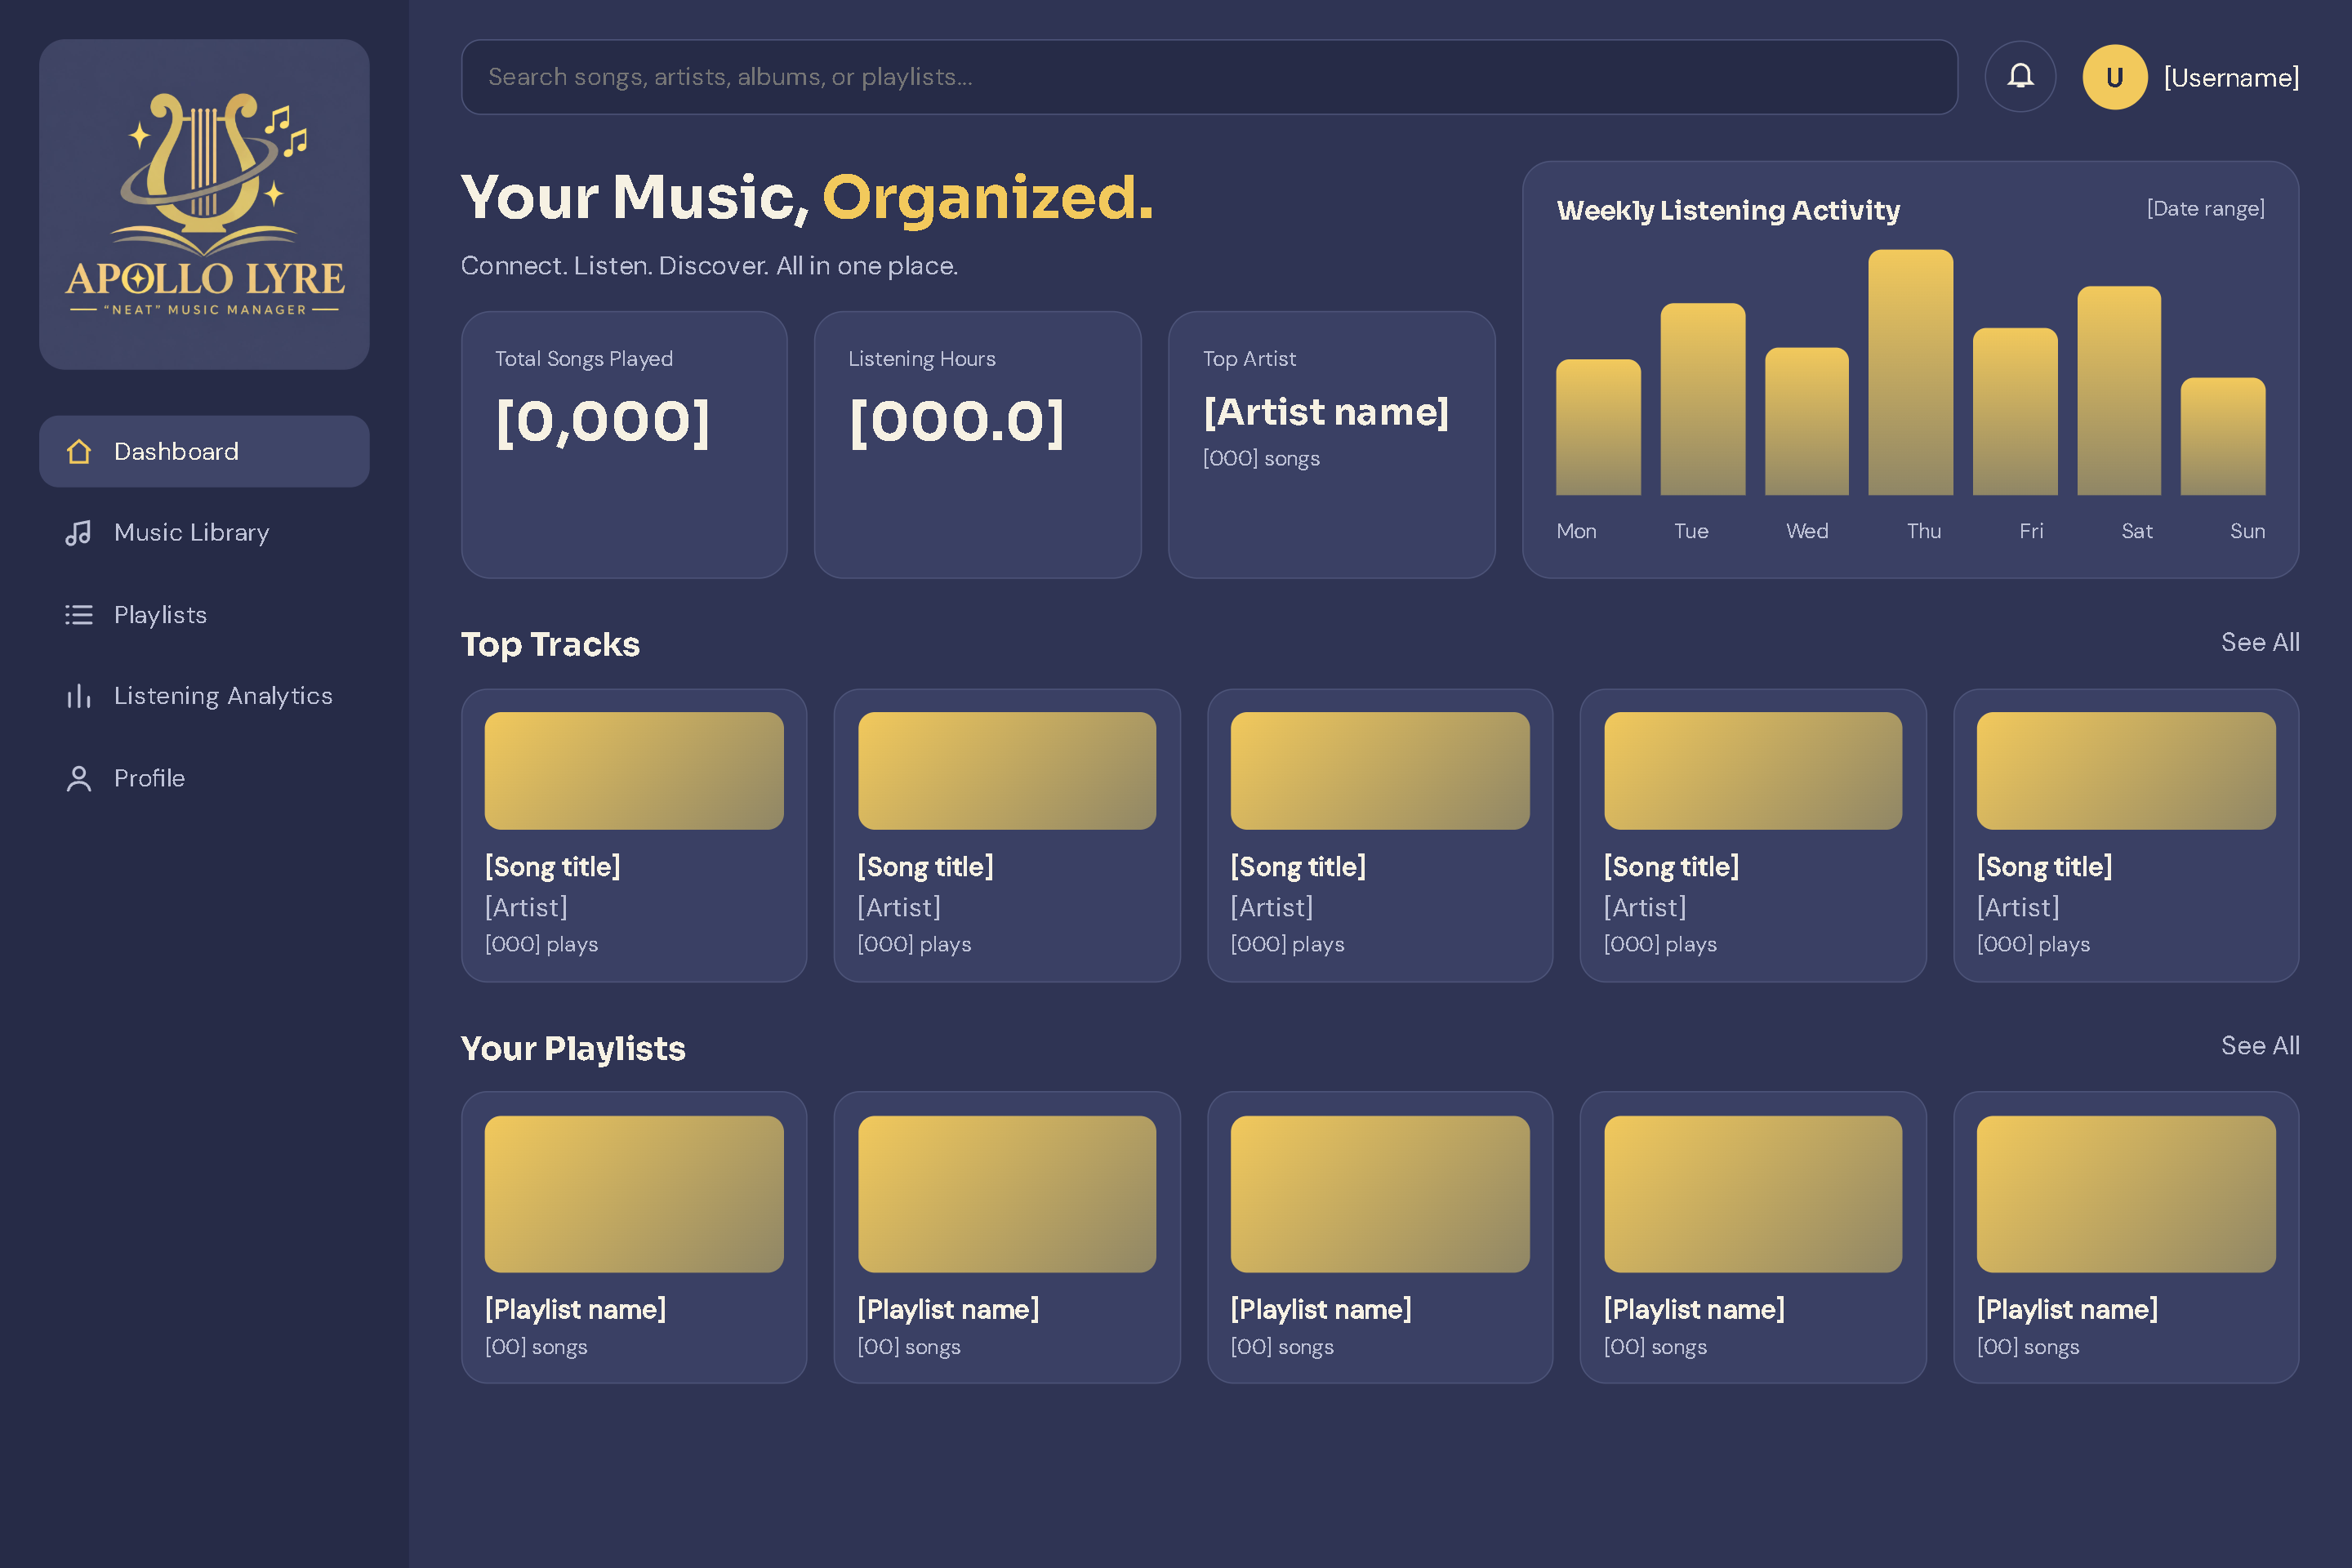 APOLLO LYRE
"NEAT" MUSIC MANAGER
Dashboard
Music Library
Playlists
Listening Analytics
Profile
Search songs, artists, albums, or playlists...
U
[Username]
Your Music, Organized.
Connect. Listen. Discover. All in one place.
Total Songs Played
[0,000]
Listening Hours
[000.0]
Top Artist
[Artist name]
[000] songs
Weekly Listening Activity
[Date range]
Mon Tue Wed Thu Fri Sat Sun
Top Tracks
See All
[Song title]
[Artist]
[000] plays
[Song title]
[Artist]
[000] plays
[Song title]
[Artist]
[000] plays
[Song title]
[Artist]
[000] plays
[Song title]
[Artist]
[000] plays
Your Playlists
See All
[Playlist name]
[00] songs
[Playlist name]
[00] songs
[Playlist name]
[00] songs
[Playlist name]
[00] songs
[Playlist name]
[00] songs